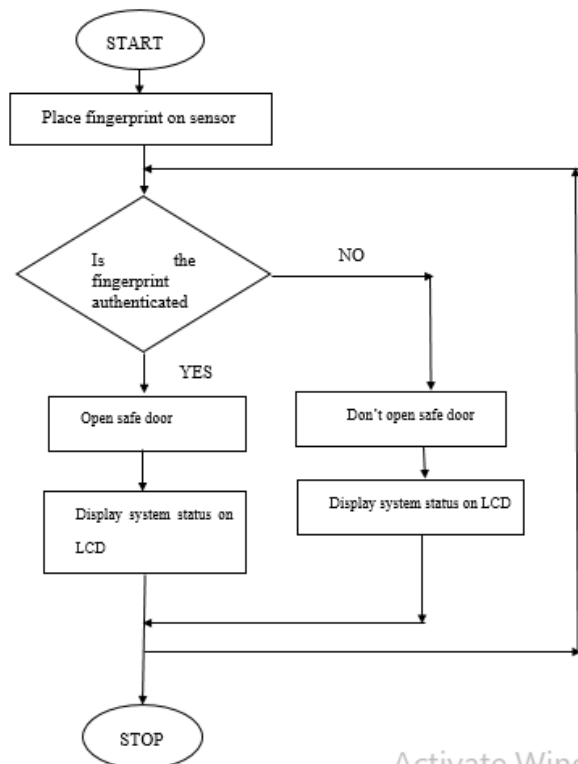 START
Place fingerprint on sensor
Is the
fingerprint
authenticated
NO
YES
Open safe door
Don't open safe door
Display system status on
LCD
Display system status on LCD
STOP
Activate Wind